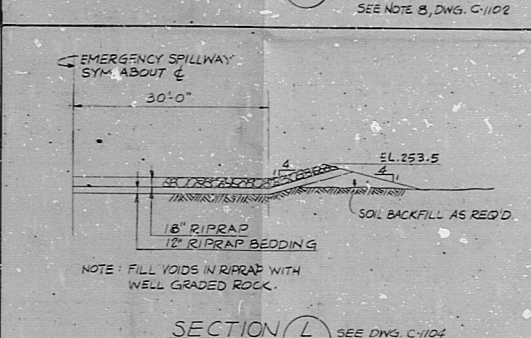 SEE NOTE 8, DWG. C-1102
EMERGENCY SPILLWAY
SYM. ABOUT ℄
30'-0"
4
1
EL. 253.5
4
1
SOIL BACKFILL AS REQ'D.
18" RIPRAP
12" RIPRAP BEDDING
NOTE: FILL VOIDS IN RIPRAP WITH
WELL GRADED ROCK.
SECTION L SEE DWG. C-1104